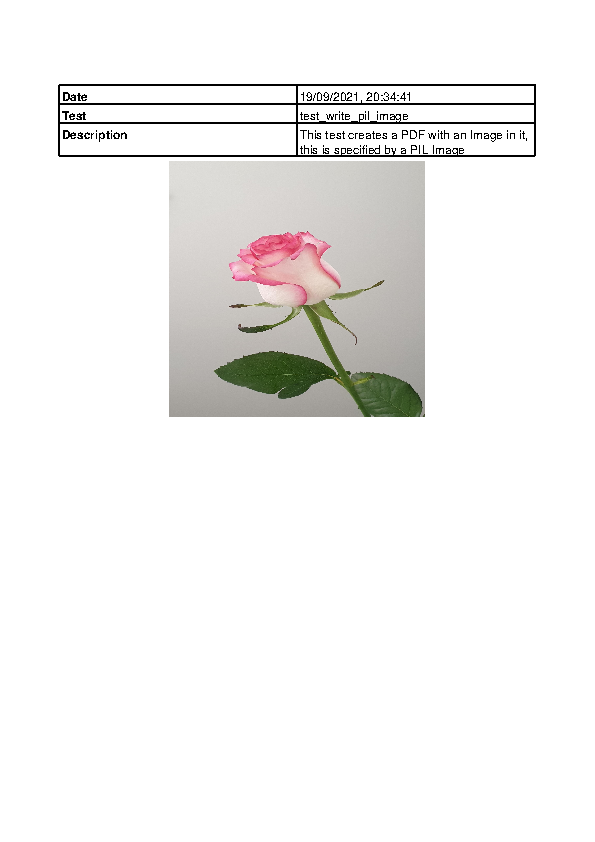 Date 19/09/2021, 20:34:41
Test test_write_pil_image
Description This test creates a PDF with an Image in it,
this is specified by a PIL Image